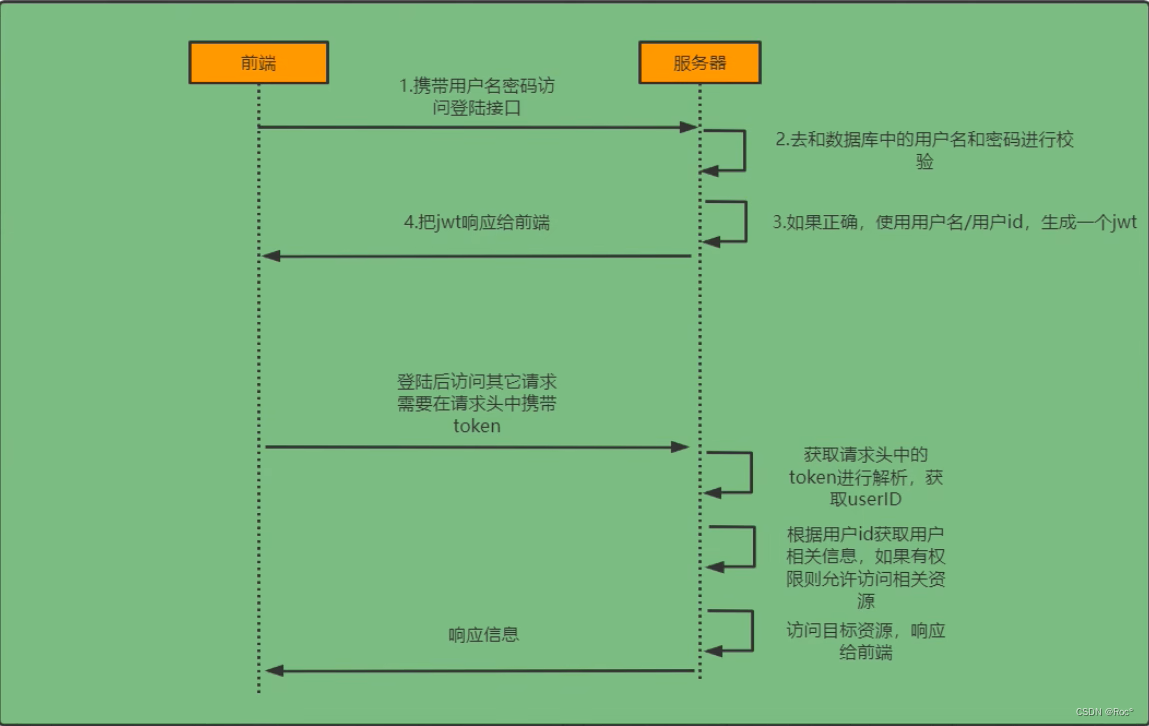 前端
服务器
1.携带用户名密码访
问登陆接口
2.去和数据库中的用户名和密码进行校
验
4.把jwt响应给前端
3.如果正确，使用用户名/用户id，生成一个jwt
登陆后访问其它请求
需要在请求头中携带
token
获取请求头中的
token进行解析，获
取userID
根据用户id获取用户
相关信息，如果有权
限则允许访问相关资
源
响应信息
访问目标资源，响应
给前端
CSDN @Roc°